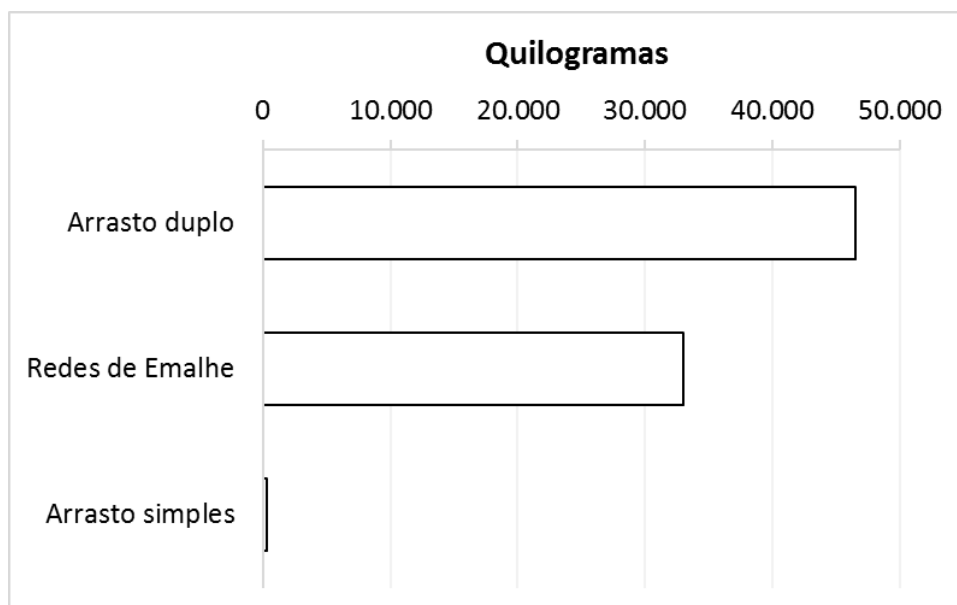 Quilogramas
0 10.000 20.000 30.000 40.000 50.000
Arrasto duplo
Redes de Emalhe
Arrasto simples